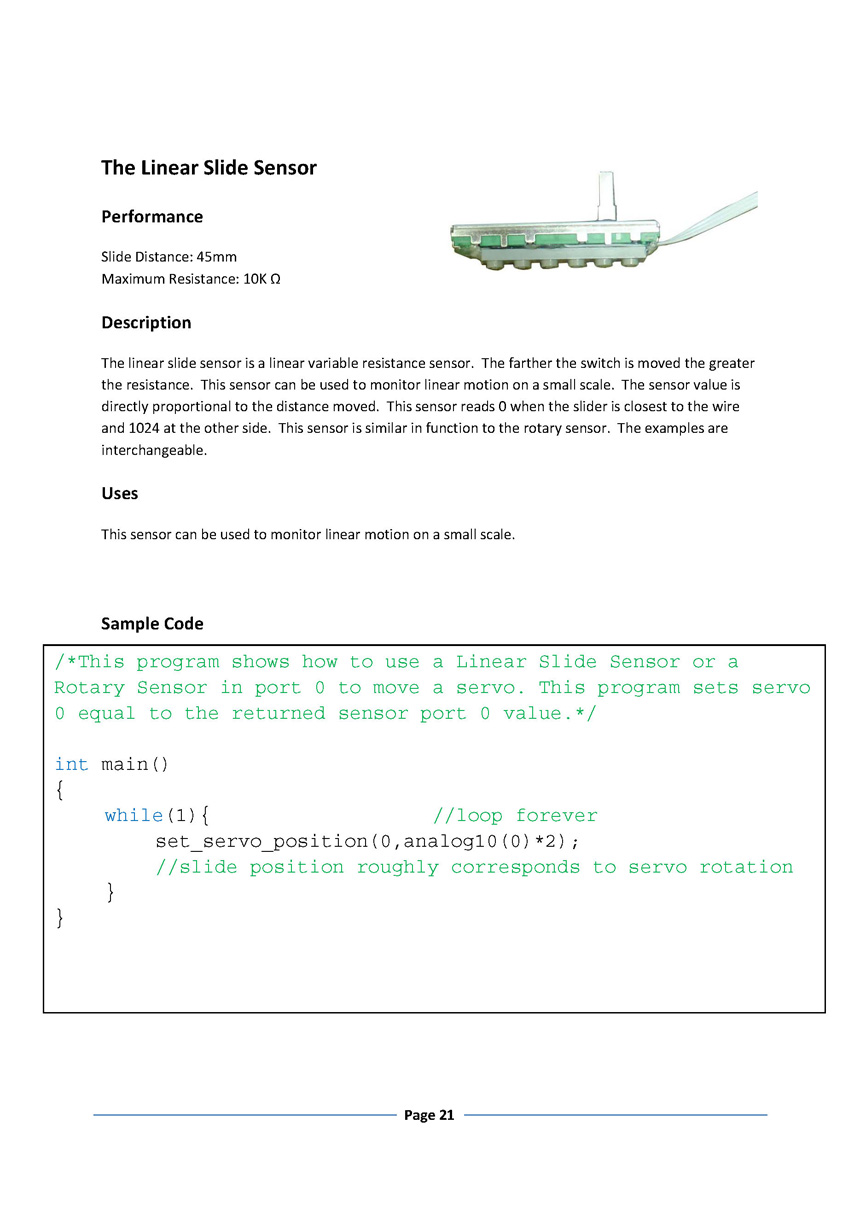 The Linear Slide Sensor
Performance
Slide Distance: 45mm
Maximum Resistance: 10K Ω
Description
The linear slide sensor is a linear variable resistance sensor.  The farther the switch is moved the greater
the resistance.  This sensor can be used to monitor linear motion on a small scale.  The sensor value is
directly proportional to the distance moved.  This sensor reads 0 when the slider is closest to the wire
and 1024 at the other side.  This sensor is similar in function to the rotary sensor.  The examples are
interchangeable.
Uses
This sensor can be used to monitor linear motion on a small scale.
Sample Code
/*This program shows how to use a Linear Slide Sensor or a
Rotary Sensor in port 0 to move a servo. This program sets servo
0 equal to the returned sensor port 0 value.*/
int main()
{
while(1){ //loop forever
set_servo_position(0,analog10(0)*2);
//slide position roughly corresponds to servo rotation
}
}
Page 21